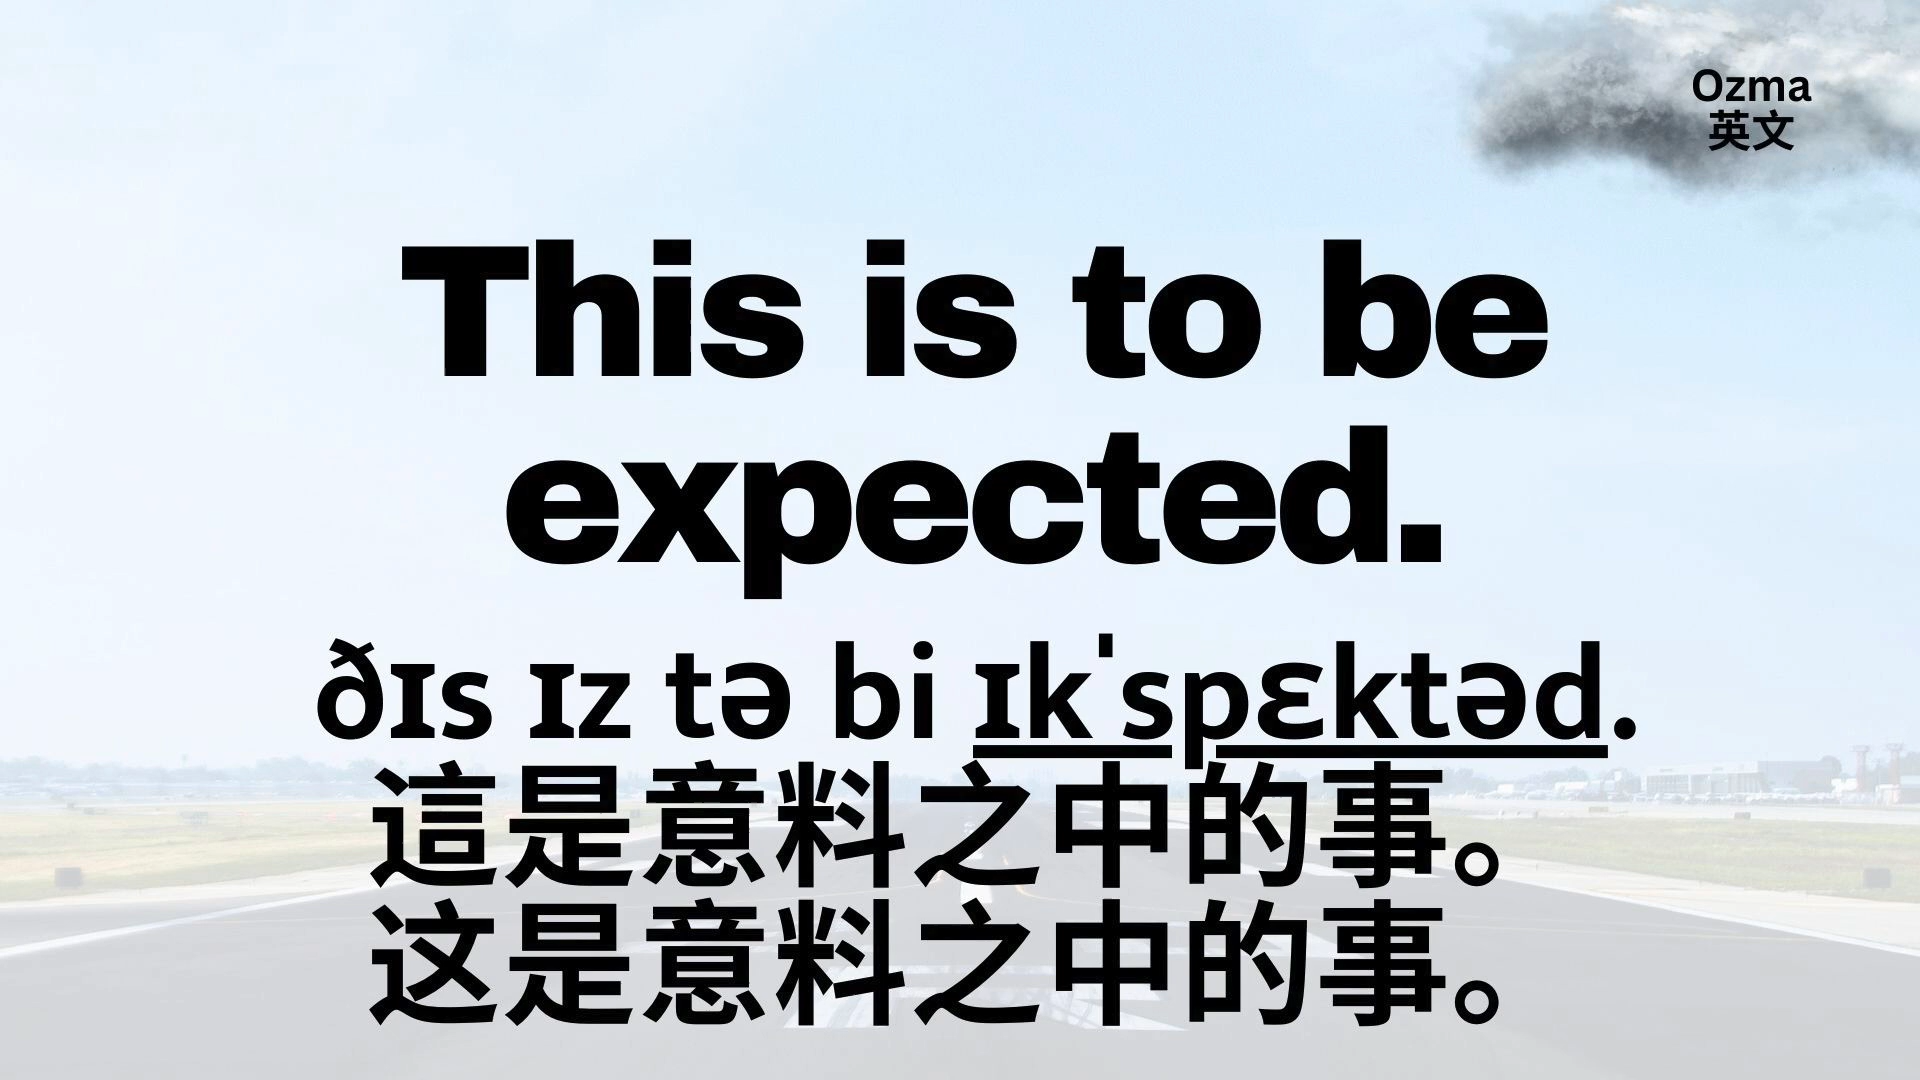 Ozma
英文
This is to be
expected.
ðɪs ɪz tə bi ɪkˈspɛktəd.
這是意料之中的事。
这是意料之中的事。